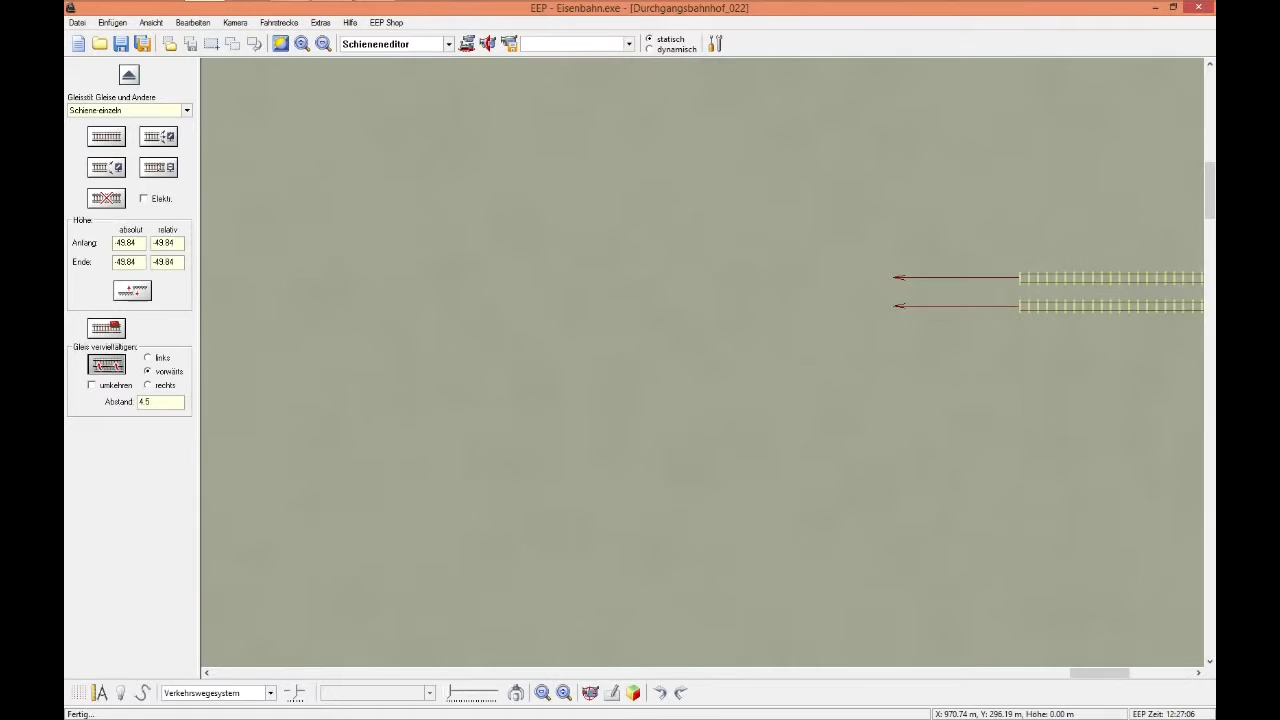 EEP - Eisenbahn.exe - [Durchgangsbahnhof_022]
Datei Einfügen Ansicht Bearbeiten Kamera Fahrstrecke Extras Hilfe EEP Shop
Schieneneditor
statisch
dynamisch
Gleisstil: Gleise und Andere
Schiene-einzeln
Elektr.
Höhe:
absolut relativ
Anfang: -49.84 -49.84
Ende: -49.84 -49.84
Gleis vervielfältigen:
links
vorwärts
umkehren rechts
Abstand: 4.5
Verkehrswegesystem
Fertig... X: 970.74 m, Y: 296.19 m, Höhe: 0.00 m EEP Zeit: 12:27:06